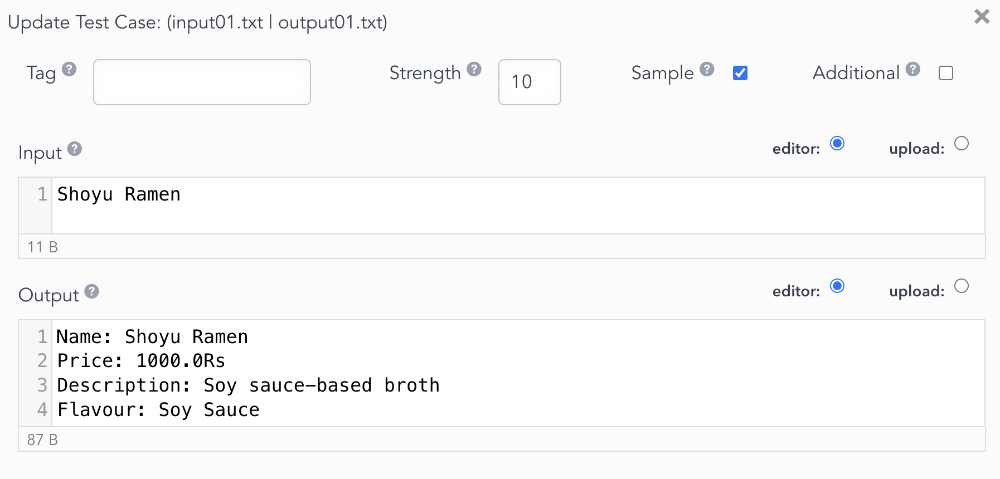 Update Test Case: (input01.txt | output01.txt)
Tag
Strength 10
Sample
Additional
Input
editor: upload:
1 Shoyu Ramen
11 B
Output
editor: upload:
1 Name: Shoyu Ramen
2 Price: 1000.0Rs
3 Description: Soy sauce-based broth
4 Flavour: Soy Sauce
87 B